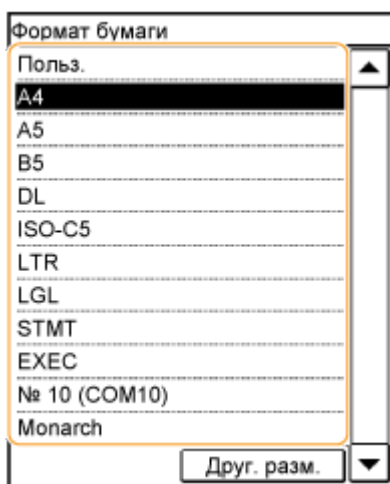 Формат бумаги
Польз.
A4
A5
B5
DL
ISO-C5
LTR
LGL
STMT
EXEC
№ 10 (COM10)
Monarch
Друг. разм.